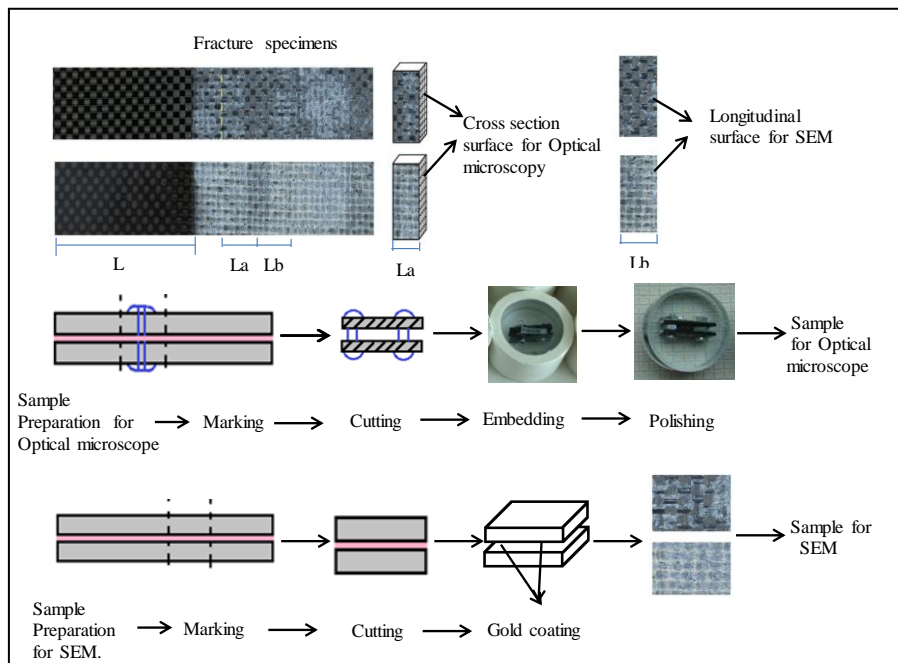 Fracture specimens
Cross section
surface for Optical
microscopy
Longitudinal
surface for SEM
L
La
Lb
La
Lb
Sample
for Optical
microscope
Sample
Preparation for
Optical microscope
Marking
Cutting
Embedding
Polishing
Sample for
SEM
Sample
Preparation
for SEM.
Marking
Cutting
Gold coating